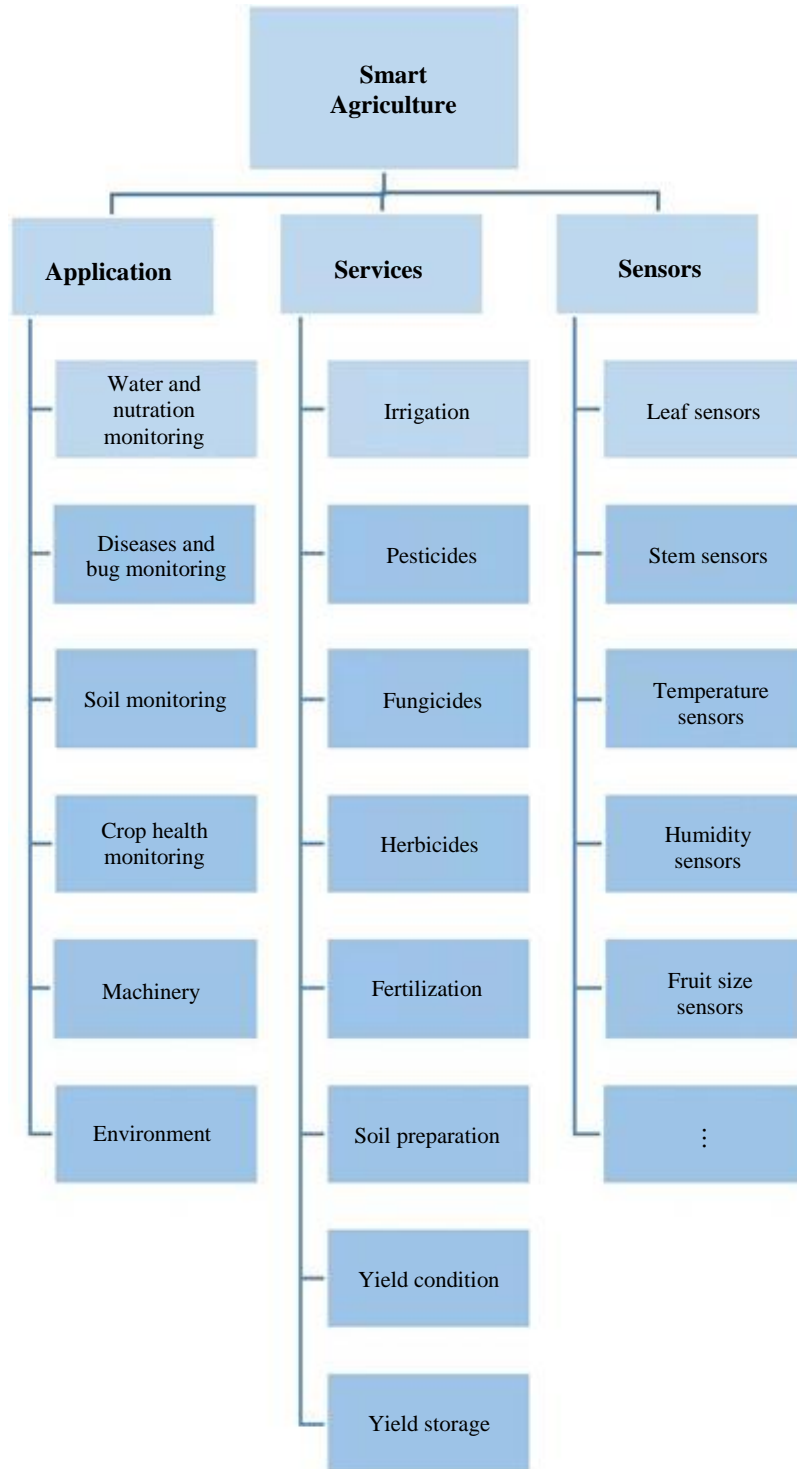 Smart
Agriculture
Application
Services
Sensors
Water and
nutration
monitoring
Diseases and
bug monitoring
Soil monitoring
Crop health
monitoring
Machinery
Environment
Irrigation
Pesticides
Fungicides
Herbicides
Fertilization
Soil preparation
Yield condition
Yield storage
Leaf sensors
Stem sensors
Temperature
sensors
Humidity
sensors
Fruit size
sensors
⋮